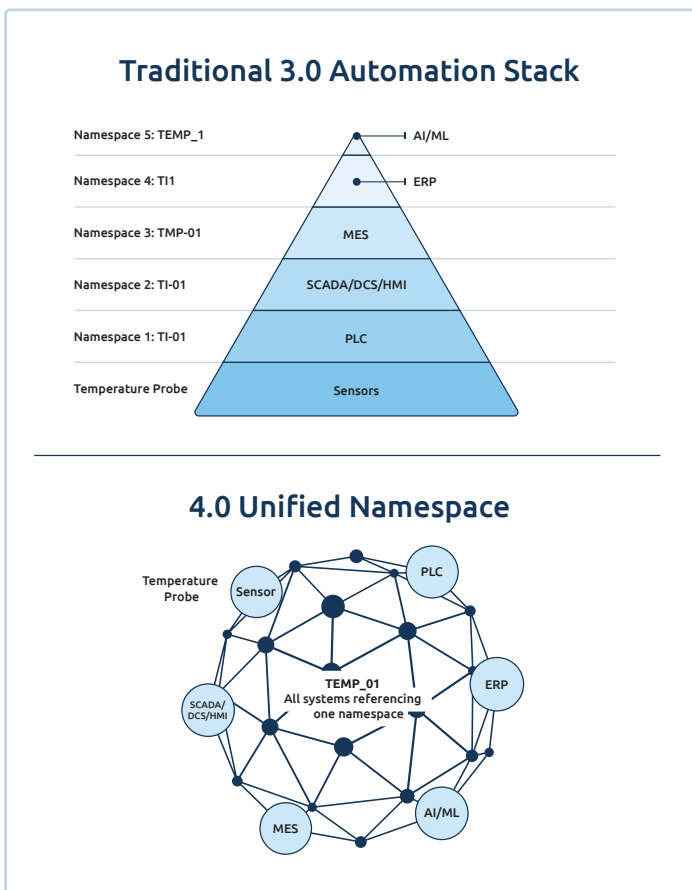 Traditional 3.0 Automation Stack
Namespace 5: TEMP_1
AI/ML
Namespace 4: TI1
ERP
Namespace 3: TMP-01
MES
Namespace 2: TI-01
SCADA/DCS/HMI
Namespace 1: TI-01
PLC
Temperature Probe
Sensors
4.0 Unified Namespace
PLC
Temperature
Probe
Sensor
TEMP_01
All systems referencing
one namespace
ERP
SCADA/
DCS/HMI
AI/ML
MES